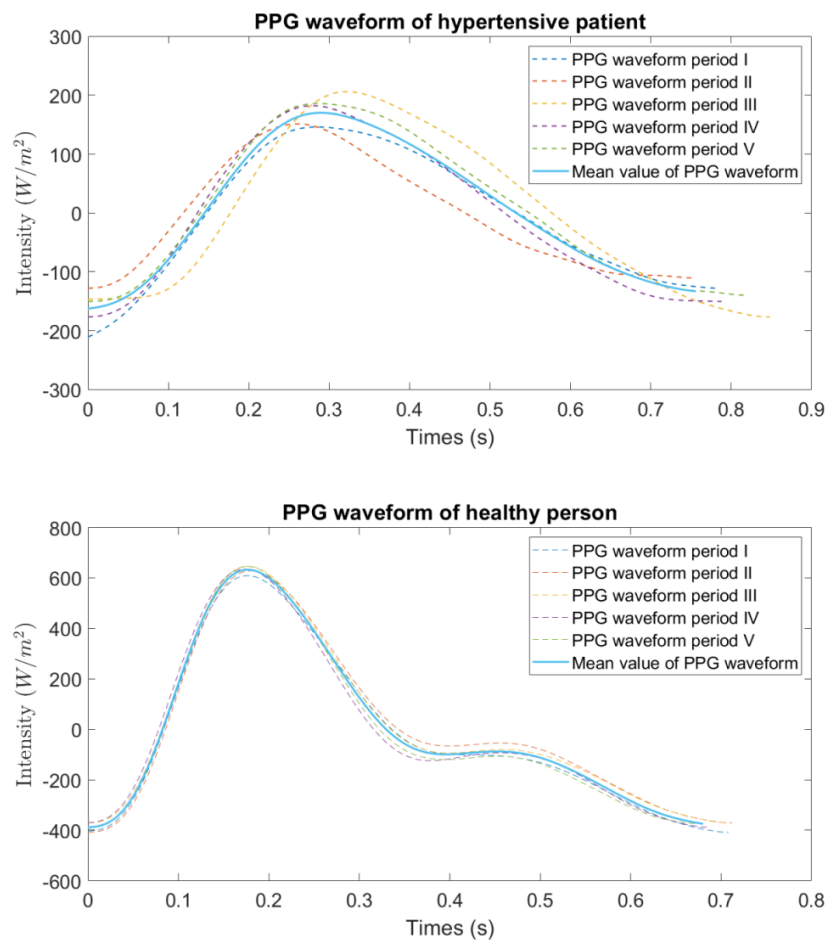 PPG waveform of hypertensive patient
300
200
100
0
-100
-200
-300
Intensity (W/m²)
PPG waveform period I
PPG waveform period II
PPG waveform period III
PPG waveform period IV
PPG waveform period V
Mean value of PPG waveform
0 0.1 0.2 0.3 0.4 0.5 0.6 0.7 0.8 0.9
Times (s)
PPG waveform of healthy person
800
600
400
200
0
-200
-400
-600
Intensity (W/m²)
PPG waveform period I
PPG waveform period II
PPG waveform period III
PPG waveform period IV
PPG waveform period V
Mean value of PPG waveform
0 0.1 0.2 0.3 0.4 0.5 0.6 0.7 0.8
Times (s)